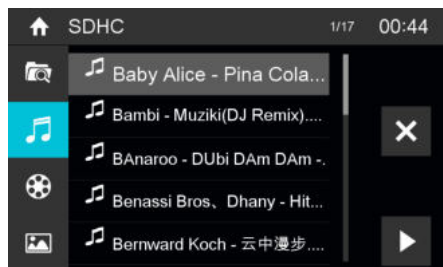 SDHC 1/17 00:44
Baby Alice - Pina Cola...
Bambi - Muziki(DJ Remix)....
BAnaroo - DUbi DAm DAm -.
Benassi Bros、Dhany - Hit...
Bernward Koch - 云中漫步....